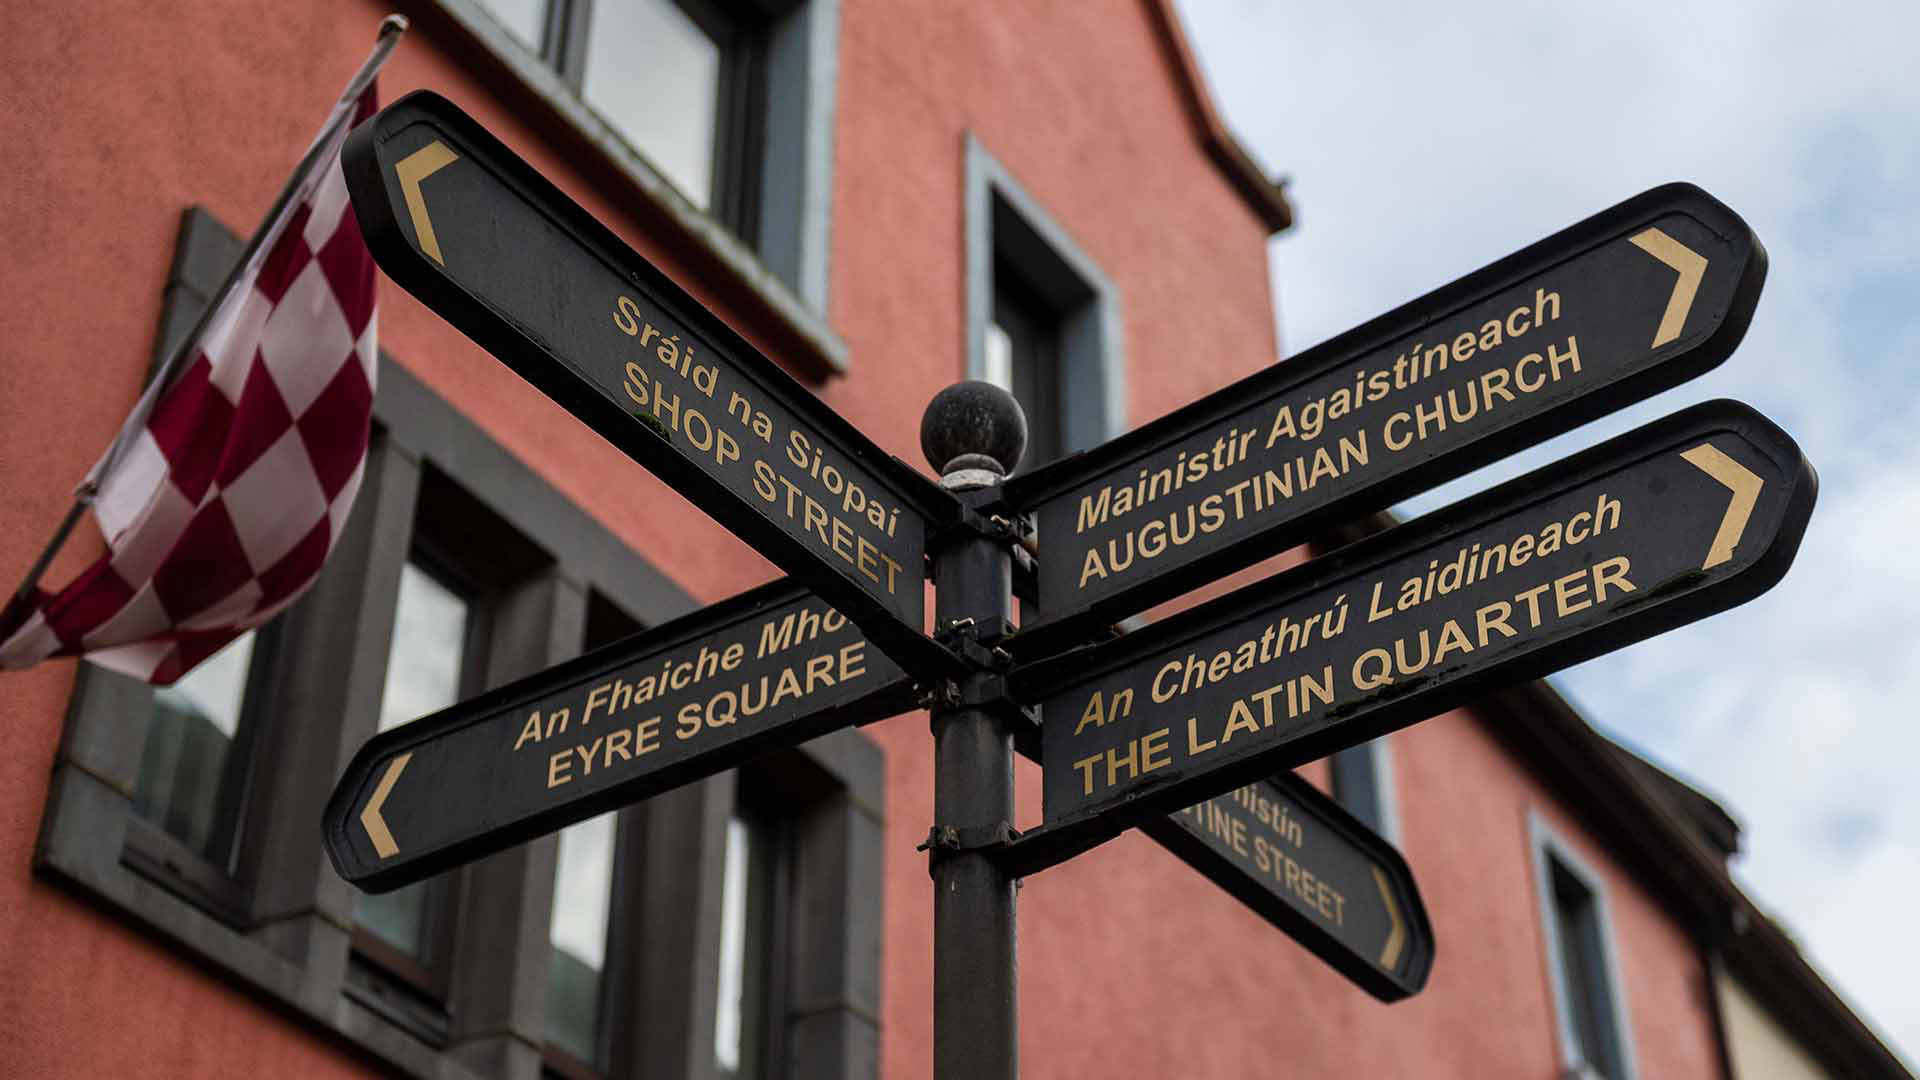 Sráid na Siopaí
SHOP STREET
Mainistir Agaistíneach
AUGUSTINIAN CHURCH
An Fhaiche
EYRE SQUARE
An Cheathrú Laidineach
THE LATIN QUARTER
STREET